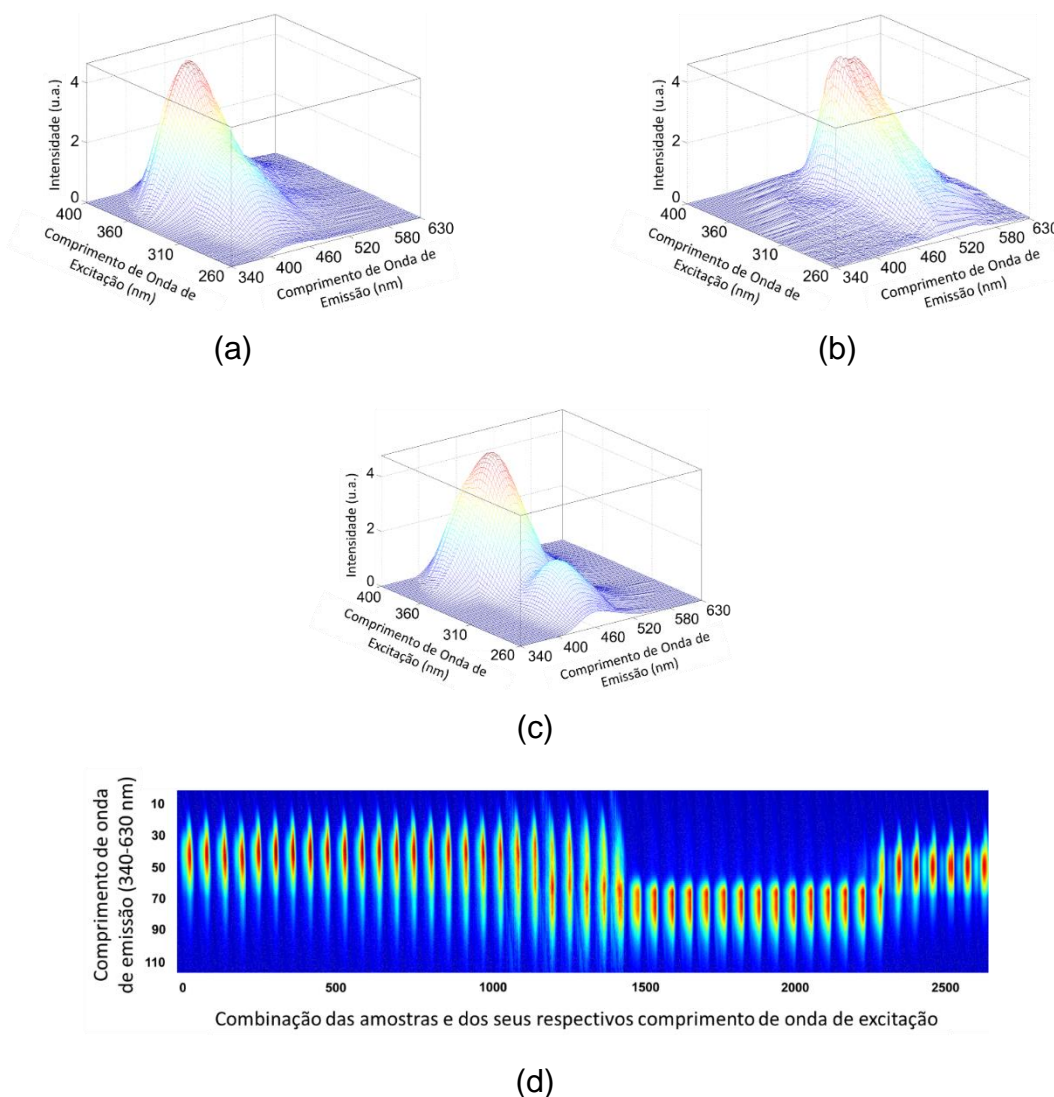 Intensidade (u.a.)
4
2
0
400
360
310
260
340
400
460
520
580
630
Comprimento de Onda de
Excitação (nm)
Comprimento de Onda de
Emissão (nm)
(a)
Intensidade (u.a.)
4
2
0
400
360
310
260
340
400
460
520
580
630
Comprimento de Onda de
Excitação (nm)
Comprimento de Onda de
Emissão (nm)
(b)
Intensidade (u.a.)
4
2
0
400
360
310
260
340
400
460
520
580
630
Comprimento de Onda de
Excitação (nm)
Comprimento de Onda de
Emissão (nm)
(c)
Comprimento de onda
de emissão (340-630 nm)
10
30
50
70
90
110
0 500 1000 1500 2000 2500
Combinação das amostras e dos seus respectivos comprimento de onda de excitação
(d)